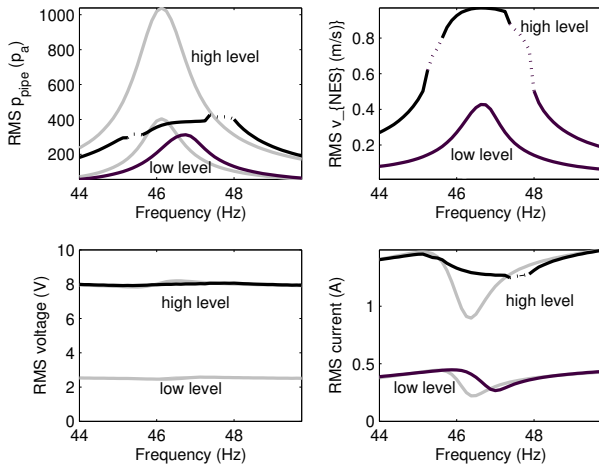 RMS p_pipe (p_a)
1000
800
600
400
200
high level
low level
44
46
48
Frequency (Hz)
RMS v_{NES} (m/s)}
0.8
0.6
0.4
0.2
high level
low level
44
46
48
Frequency (Hz)
RMS voltage (V)
10
8
6
4
2
0
high level
low level
44
46
48
Frequency (Hz)
RMS current (A)
1
0.5
0
high level
low level
44
46
48
Frequency (Hz)